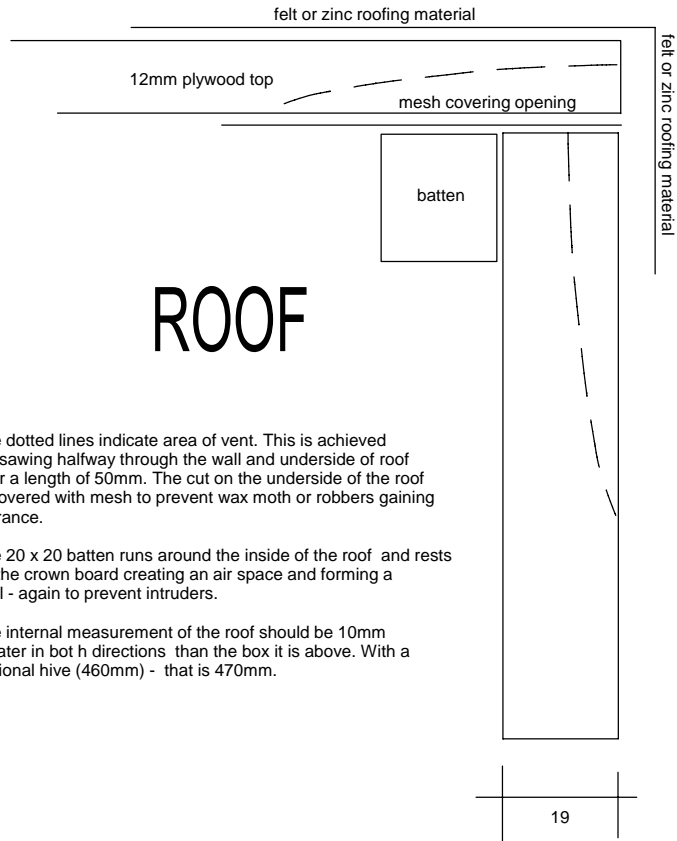 felt or zinc roofing material
felt or zinc roofing material
12mm plywood top
mesh covering opening
batten
ROOF
e dotted lines indicate area of vent. This is achieved
sawing halfway through the wall and underside of roof
r a length of 50mm. The cut on the underside of the roof
overed with mesh to prevent wax moth or robbers gaining
rance.
e 20 x 20 batten runs around the inside of the roof and rests
the crown board creating an air space and forming a
l - again to prevent intruders.
e internal measurement of the roof should be 10mm
ater in bot h directions than the box it is above. With a
ional hive (460mm) - that is 470mm.
19